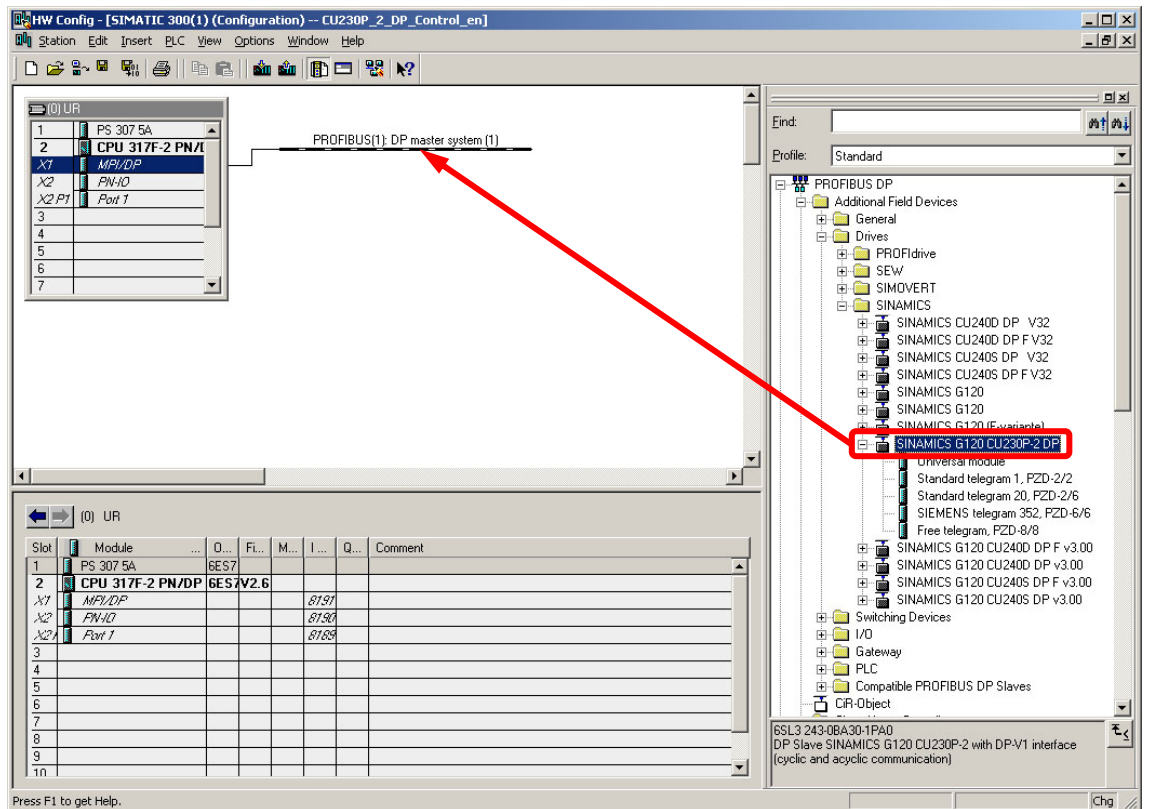 HW Config - [SIMATIC 300(1) (Configuration) -- CU230P_2_DP_Control_en]
Station Edit Insert PLC View Options Window Help
(0) UR
1 PS 307 5A
2 CPU 317F-2 PN/D
X1 MPI/DP
X2 PN-IO
X2 P1 Port 1
3
4
5
6
7
PROFIBUS(1): DP master system (1)
Find:
Profile: Standard
PROFIBUS DP
Additional Field Devices
General
Drives
PROFIdrive
SEW
SIMOVERT
SINAMICS
SINAMICS CU240D DP V32
SINAMICS CU240D DP F V32
SINAMICS CU240S DP V32
SINAMICS CU240S DP F V32
SINAMICS G120
SINAMICS G120
SINAMICS G120 (F-variante)
SINAMICS G120 CU230P-2 DP
Universal module
Standard telegram 1, PZD-2/2
Standard telegram 20, PZD-2/6
SIEMENS telegram 352, PZD-6/6
Free telegram, PZD-8/8
SINAMICS G120 CU240D DP F v3.00
SINAMICS G120 CU240D DP v3.00
SINAMICS G120 CU240S DP F v3.00
SINAMICS G120 CU240S DP v3.00
Switching Devices
I/O
Gateway
PLC
Compatible PROFIBUS DP Slaves
CiR-Object
6SL3 243-0BA30-1PA0
DP Slave SINAMICS G120 CU230P-2 with DP-V1 interface
(cyclic and acyclic communication)
(0) UR
Slot Module ... O... Fi... M... I... Q... Comment
1 PS 307 5A 6ES7
2 CPU 317F-2 PN/DP 6ES7 V2.6
X1 MPI/DP 8191
X2 PN-IO 8190
X2 Port 1 8189
3
4
5
6
7
8
9
10
Press F1 to get Help.
Chg